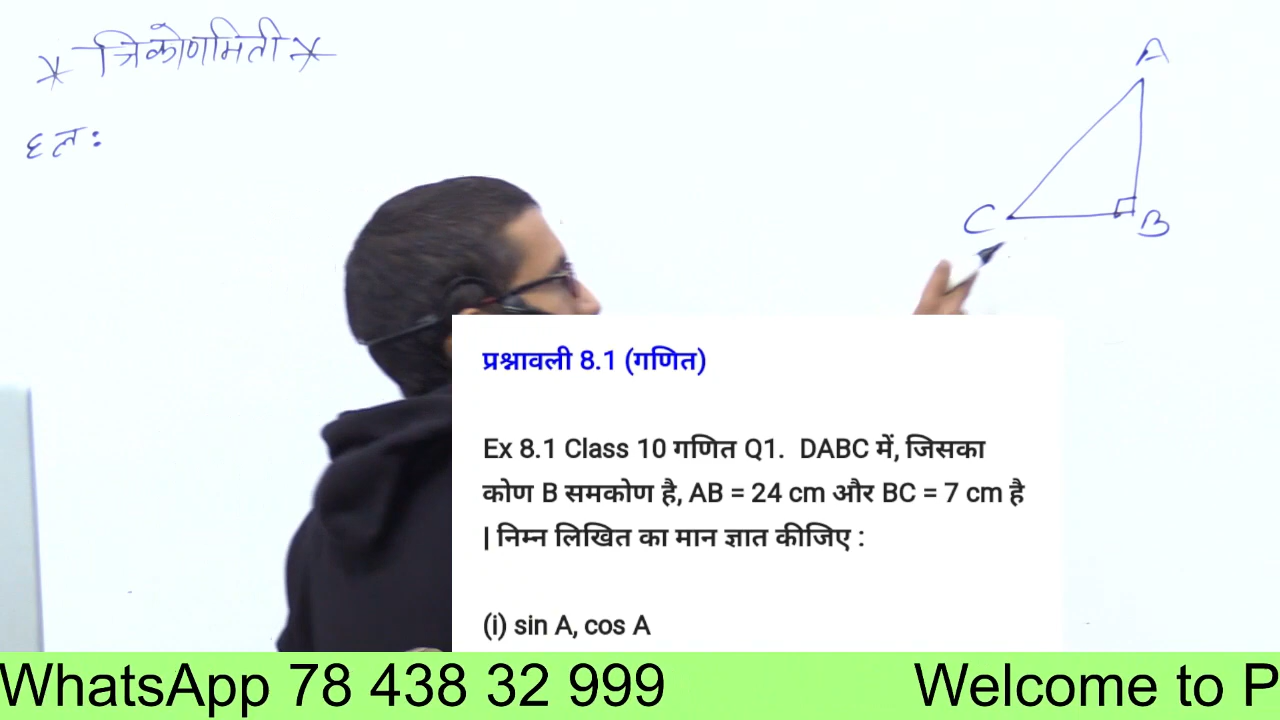 * त्रिकोणमिती *
हल:
A
C
B
प्रश्नावली 8.1 (गणित)
Ex 8.1 Class 10 गणित Q1. DABC में, जिसका
कोण B समकोण है, AB = 24 cm और BC = 7 cm है
| निम्न लिखित का मान ज्ञात कीजिए :
(i) sin A, cos A
WhatsApp 78 438 32 999
Welcome to P